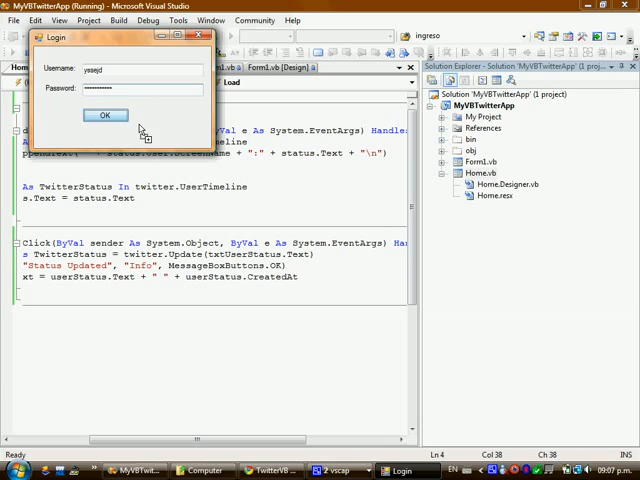 MyVBTwitterApp (Running) - Microsoft Visual Studio
File Edit View Project Build Debug Data Tools Window Community Help
Login
Username: yssejd
Password: ••••••••••••
OK
ingreso
Form1.vb [Design]
Load
ByVal e As System.EventArgs) Handles
status.User.ScreenName + ":" + status.Text + "\n")
As TwitterStatus In twitter.UserTimeline
s.Text = status.Text
Click(ByVal sender As System.Object, ByVal e As System.EventArgs) Han
s TwitterStatus = twitter.Update(txtUserStatus.Text)
"Status Updated", "Info", MessageBoxButtons.OK)
xt = userStatus.Text + " " + userStatus.CreatedAt
Solution Explorer - Solution 'MyVBTwitterApp' (1 proj...
Solution 'MyVBTwitterApp' (1 project)
MyVBTwitterApp
My Project
References
bin
obj
Form1.vb
Home.vb
Home.Designer.vb
Home.resx
Ready
Ln 4 Col 38 Ch 38
MyVBTwit...
Computer
TwitterVB ...
2 vscap
Login
EN
09:07 p.m.